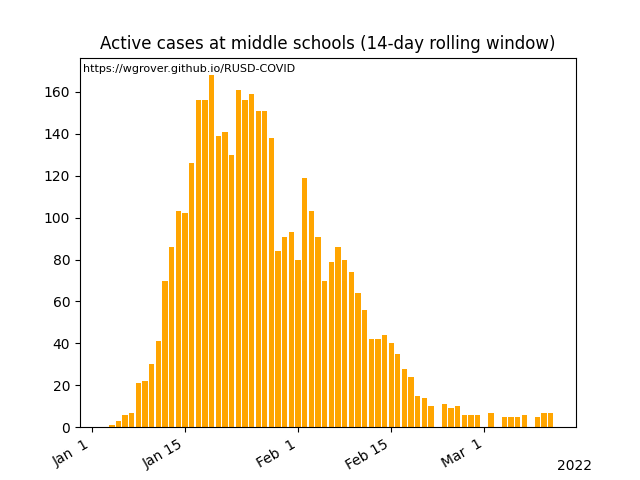 Active cases at middle schools (14-day rolling window)
https://wgrover.github.io/RUSD-COVID
160
140
120
100
80
60
40
20
0
Jan 1
Jan 15
Feb 1
Feb 15
Mar 1
2022